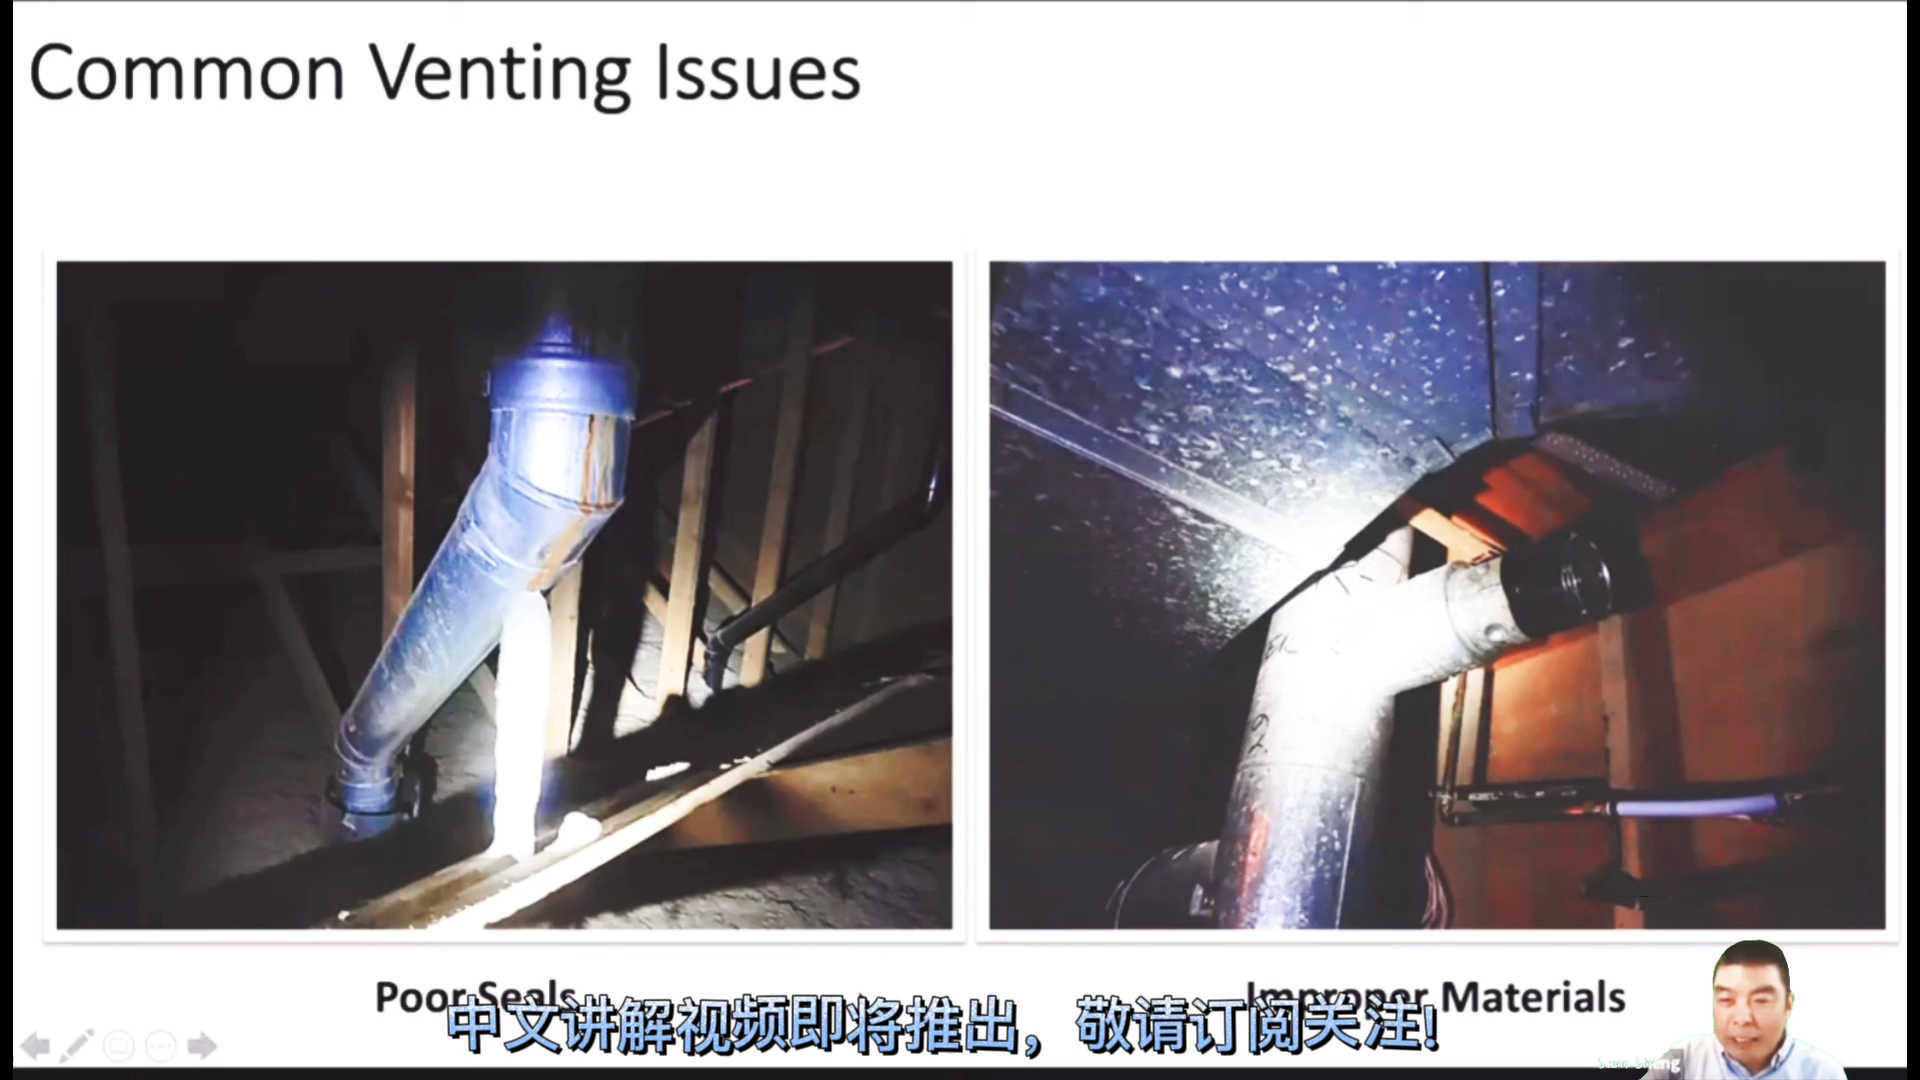 Common Venting Issues
Poor Seals
Improper Materials
中文讲解视频即将推出，敬请订阅关注!